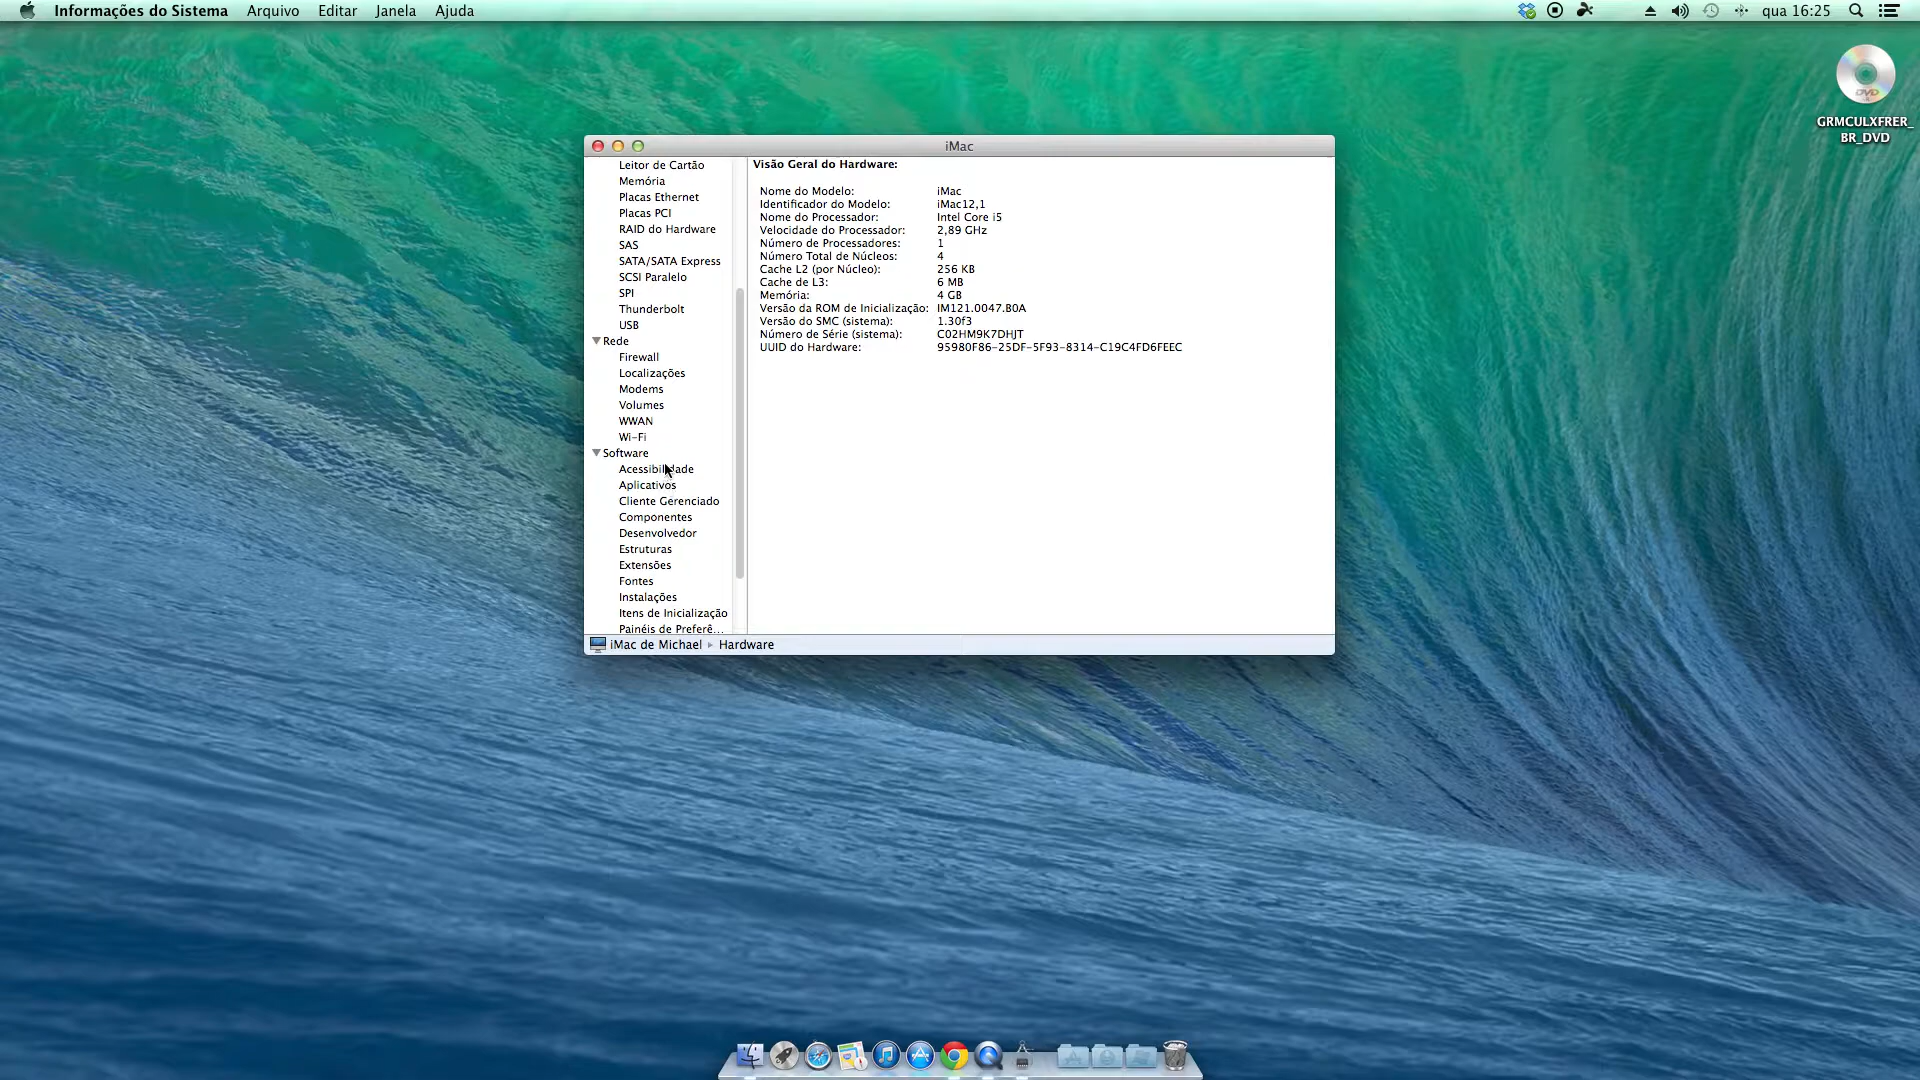 Informações do Sistema Arquivo Editar Janela Ajuda
qua 16:25
DVD
GRMCULXFRER_
BR_DVD
iMac
Leitor de Cartão
Memória
Placas Ethernet
Placas PCI
RAID do Hardware
SAS
SATA/SATA Express
SCSI Paralelo
SPI
Thunderbolt
USB
Rede
Firewall
Localizações
Modems
Volumes
WWAN
Wi-Fi
Software
Acessibilidade
Aplicativos
Cliente Gerenciado
Componentes
Desenvolvedor
Estruturas
Extensões
Fontes
Instalações
Itens de Inicialização
Painéis de Preferê...
Visão Geral do Hardware:
Nome do Modelo: iMac
Identificador do Modelo: iMac12,1
Nome do Processador: Intel Core i5
Velocidade do Processador: 2,89 GHz
Número de Processadores: 1
Número Total de Núcleos: 4
Cache L2 (por Núcleo): 256 KB
Cache de L3: 6 MB
Memória: 4 GB
Versão da ROM de Inicialização: IM121.0047.B0A
Versão do SMC (sistema): 1.30f3
Número de Série (sistema): C02HM9K7DHJT
UUID do Hardware: 95980F86-25DF-5F93-8314-C19C4FD6FEEC
iMac de Michael Hardware